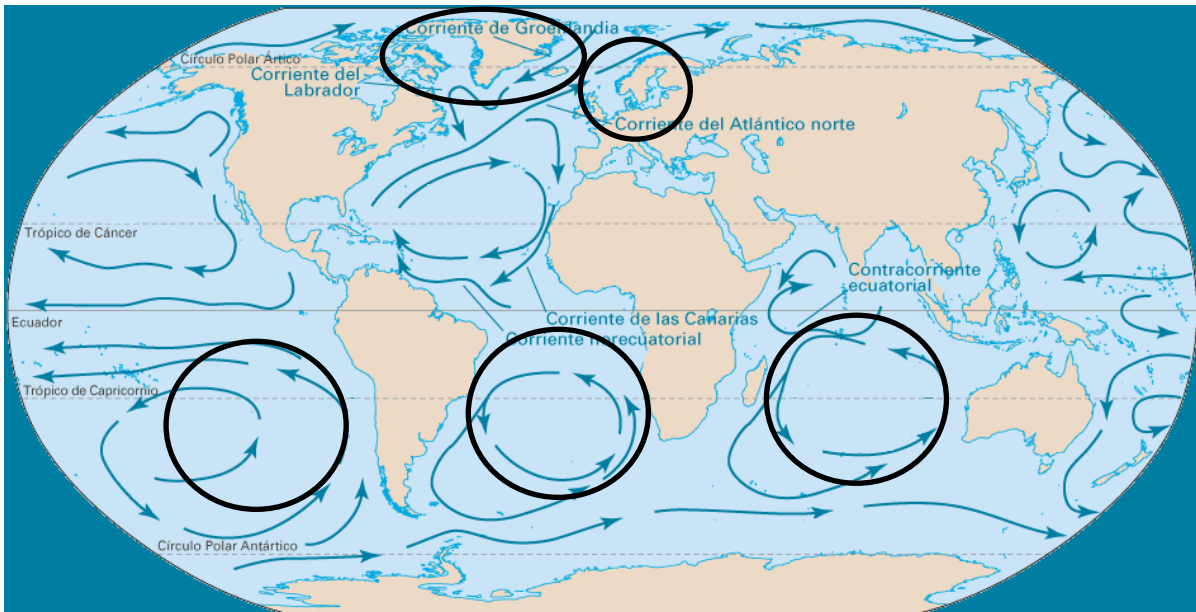 Corriente de Groenlandia
Círculo Polar Ártico
Corriente del
Labrador
Corriente del Atlántico norte
Trópico de Cáncer
Contracorriente
ecuatorial
Ecuador
Corriente de las Canarias
Corriente norecuatorial
Trópico de Capricornio
Círculo Polar Antártico